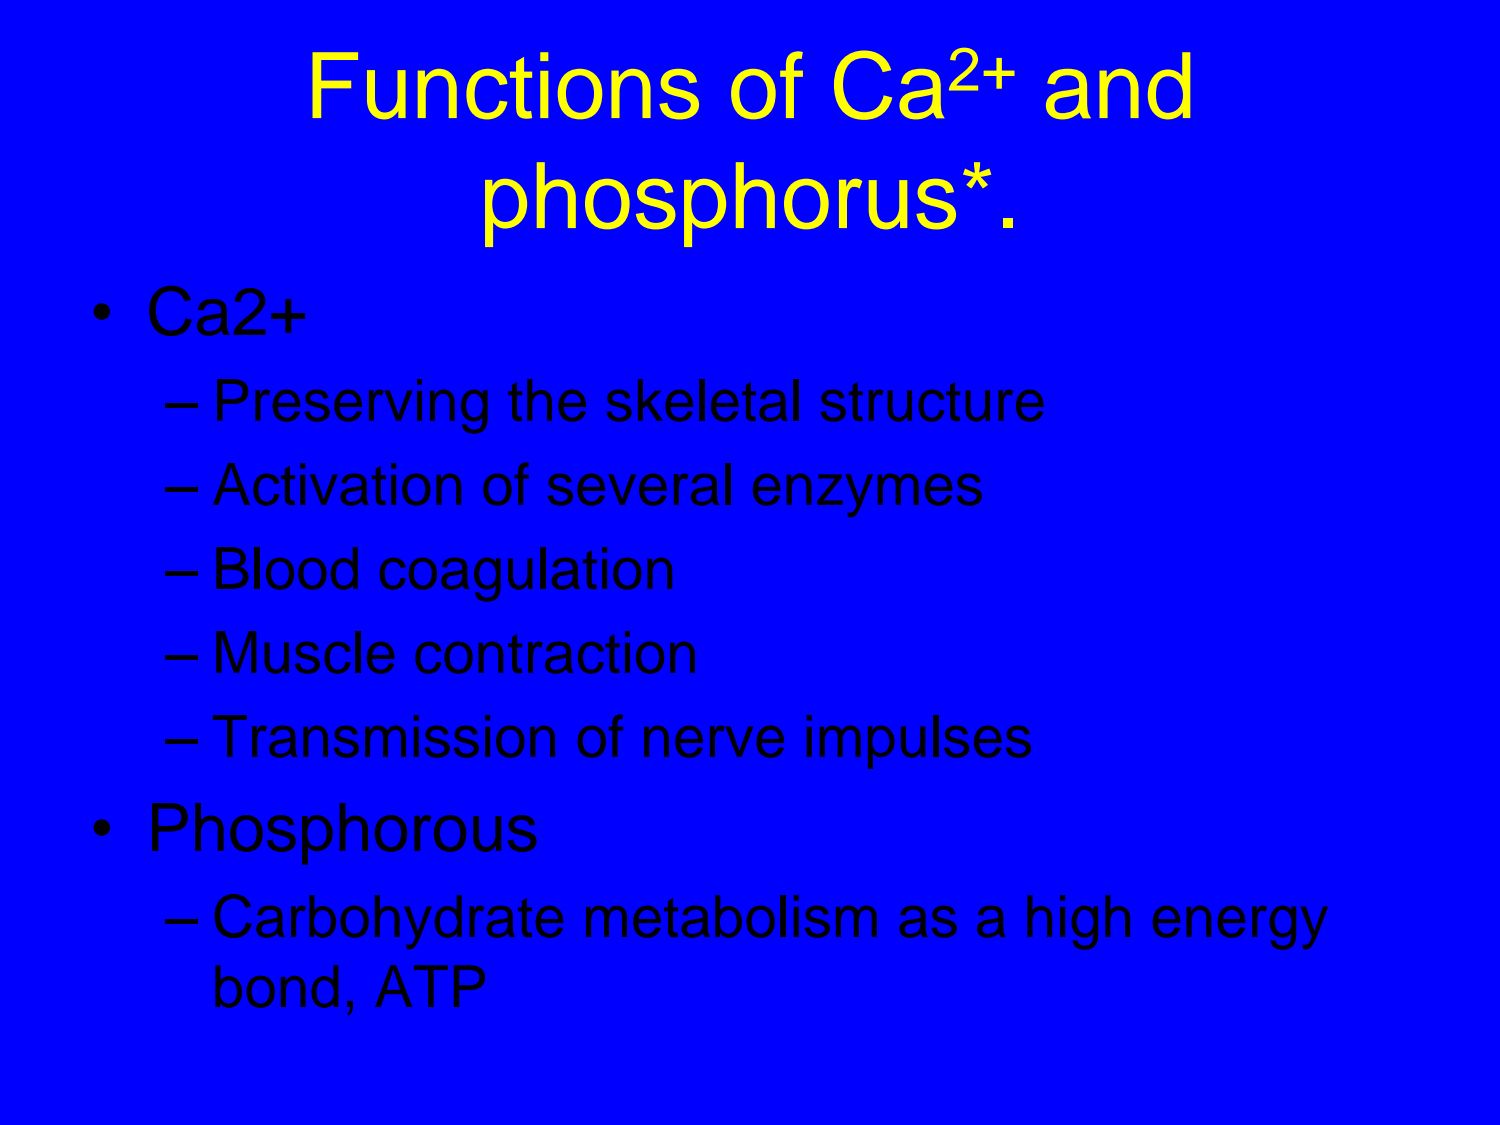 Functions of Ca2+ and
phosphorus*.
• Ca2+
– Preserving the skeletal structure
– Activation of several enzymes
– Blood coagulation
– Muscle contraction
– Transmission of nerve impulses
• Phosphorous
– Carbohydrate metabolism as a high energy
bond, ATP